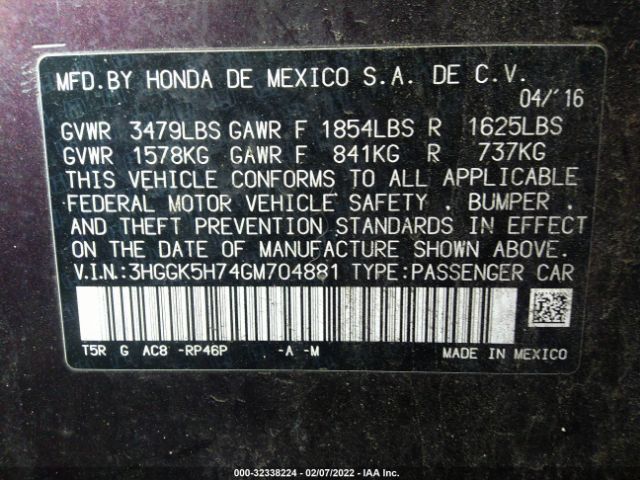 MFD.BY HONDA DE MEXICO S.A. DE C.V.
04/'16
GVWR 3479LBS GAWR F 1854LBS R 1625LBS
GVWR 1578KG GAWR F 841KG R 737KG
THIS VEHICLE CONFORMS TO ALL APPLICABLE
FEDERAL MOTOR VEHICLE SAFETY , BUMPER ,
AND THEFT PREVENTION STANDARDS IN EFFECT
ON THE DATE OF MANUFACTURE SHOWN ABOVE.
V.I.N:3HGGK5H74GM704881 TYPE:PASSENGER CAR
T5R G AC8 -RP46P -A -M MADE IN MEXICO
000-32338224 - 02/07/2022 - IAA Inc.